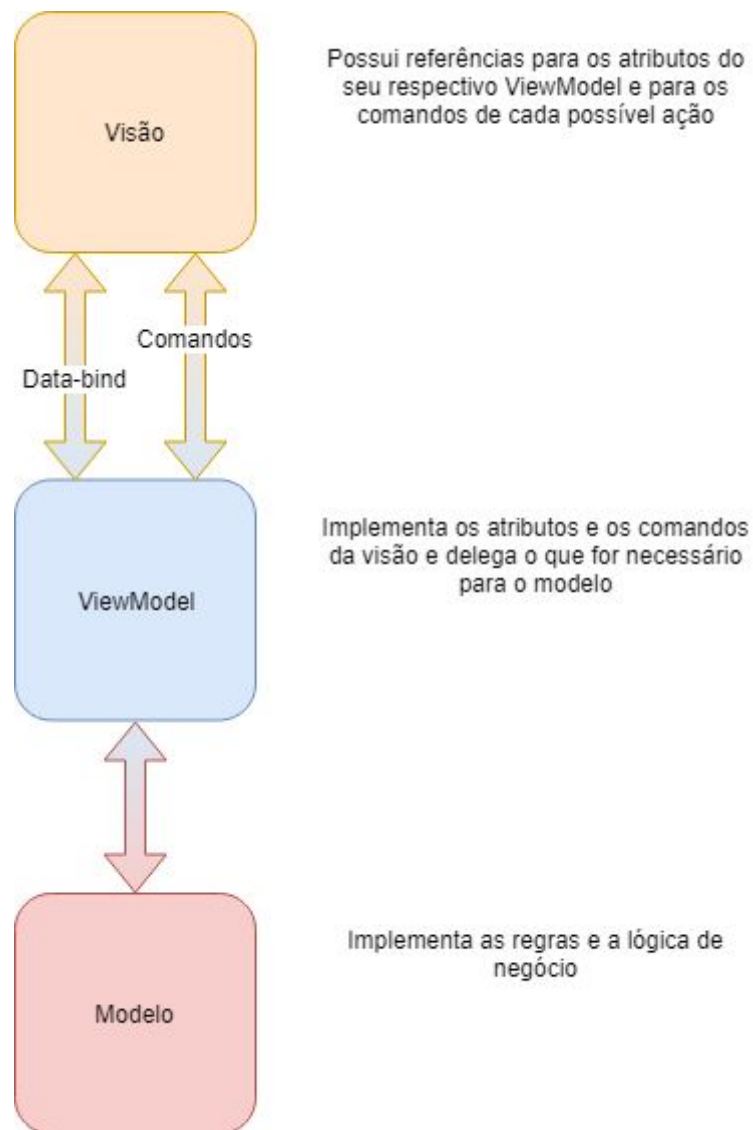 Visão
Possui referências para os atributos do
seu respectivo ViewModel e para os
comandos de cada possível ação
Comandos
Data-bind
ViewModel
Implementa os atributos e os comandos
da visão e delega o que for necessário
para o modelo
Modelo
Implementa as regras e a lógica de
negócio